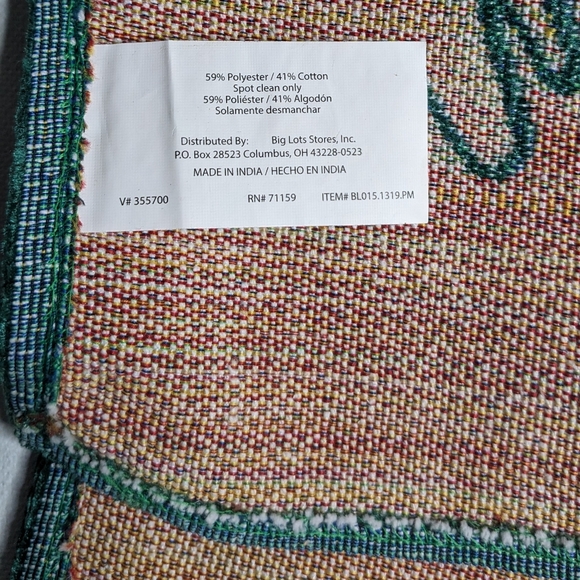 59% Polyester / 41% Cotton
Spot clean only
59% Poliéster / 41% Algodón
Solamente desmanchar
Distributed By: Big Lots Stores, Inc.
P.O. Box 28523 Columbus, OH 43228-0523
MADE IN INDIA / HECHO EN INDIA
V# 355700 RN# 71159 ITEM# BL015.1319.PM